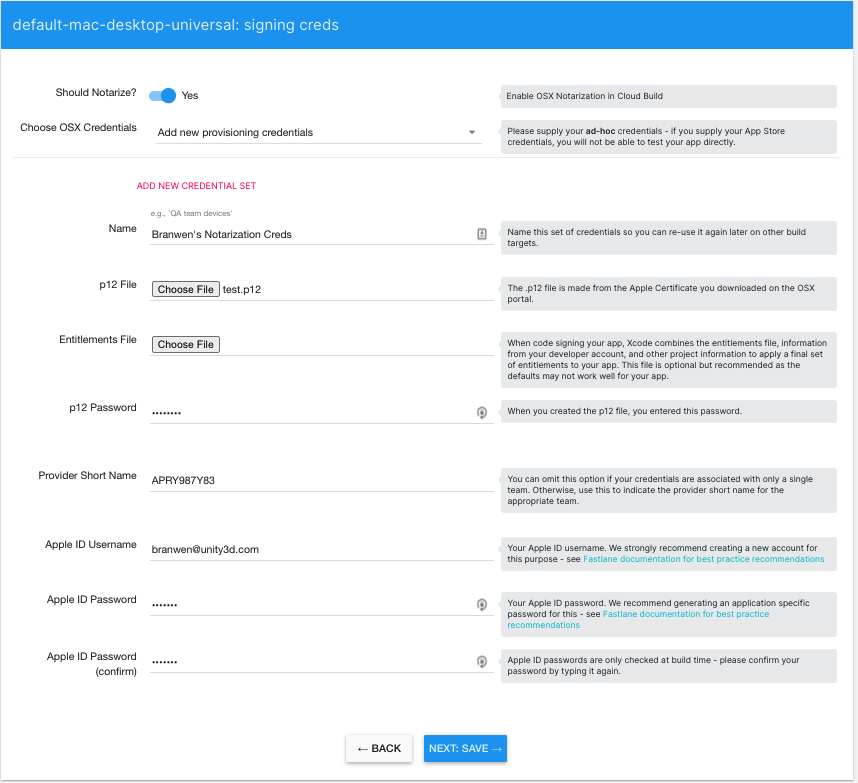 default-mac-desktop-universal: signing creds
Should Notarize?
Yes
Enable OSX Notarization in Cloud Build
Choose OSX Credentials
Add new provisioning credentials
Please supply your ad-hoc credentials - if you supply your App Store
credentials, you will not be able to test your app directly.
ADD NEW CREDENTIAL SET
e.g., 'QA team devices'
Name
Branwen's Notarization Creds
Name this set of credentials so you can re-use it again later on other build
targets.
p12 File
Choose File test.p12
The .p12 file is made from the Apple Certificate you downloaded on the OSX
portal.
Entitlements File
Choose File
When code signing your app, Xcode combines the entitlements file, information
from your developer account, and other project information to apply a final set
of entitlements to your app. This file is optional but recommended as the
defaults may not work well for your app.
p12 Password
••••••••
When you created the p12 file, you entered this password.
Provider Short Name
APRY987Y83
You can omit this option if your credentials are associated with only a single
team. Otherwise, use this to indicate the provider short name for the
appropriate team.
Apple ID Username
branwen@unity3d.com
Your Apple ID username. We strongly recommend creating a new account for
this purpose - see Fastlane documentation for best practice recommendations
Apple ID Password
•••••••
Your Apple ID password. We recommend generating an application specific
password for this - see Fastlane documentation for best practice
recommendations
Apple ID Password
(confirm)
•••••••
Apple ID passwords are only checked at build time - please confirm your
password by typing it again.
← BACK
NEXT: SAVE →